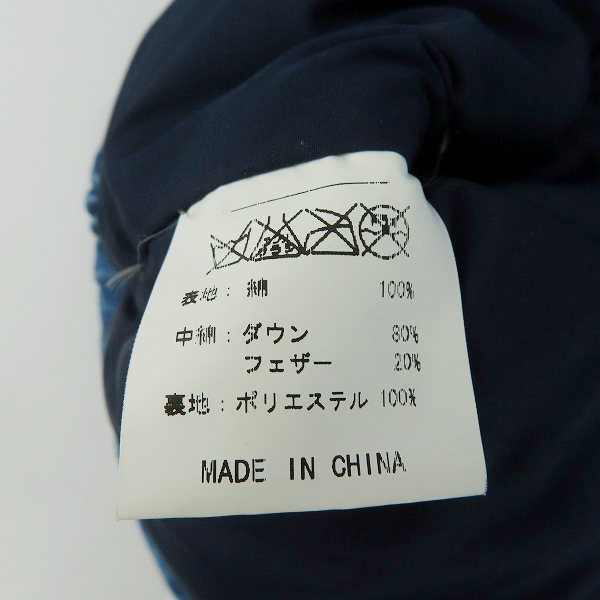 表地: 綿 100%
中綿: ダウン 80%
フェザー 20%
裏地: ポリエステル 100%
MADE IN CHINA